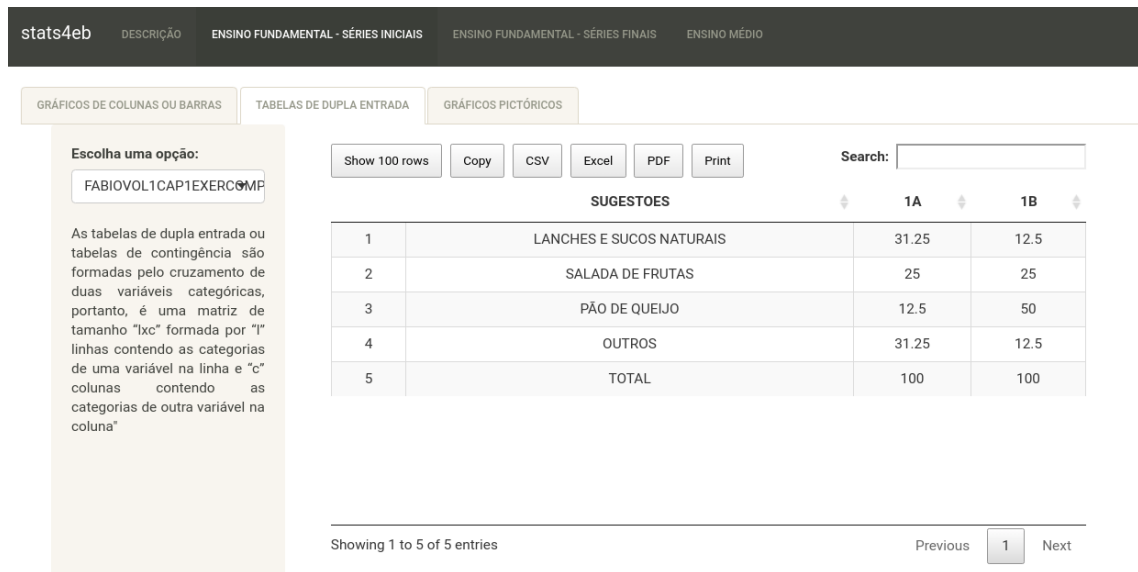 stats4eb DESCRIÇÃO ENSINO FUNDAMENTAL - SÉRIES INICIAIS ENSINO FUNDAMENTAL - SÉRIES FINAIS ENSINO MÉDIO
GRÁFICOS DE COLUNAS OU BARRAS TABELAS DE DUPLA ENTRADA GRÁFICOS PICTÓRICOS
Escolha uma opção:
FABIOVOL1CAP1EXERCOMP
As tabelas de dupla entrada ou
tabelas de contingência são
formadas pelo cruzamento de
duas variáveis categóricas,
portanto, é uma matriz de
tamanho “lxc” formada por “l”
linhas contendo as categorias
de uma variável na linha e “c”
colunas contendo as
categorias de outra variável na
coluna"
Show 100 rows Copy CSV Excel PDF Print Search:
SUGESTOES 1A 1B
1 LANCHES E SUCOS NATURAIS 31.25 12.5
2 SALADA DE FRUTAS 25 25
3 PÃO DE QUEIJO 12.5 50
4 OUTROS 31.25 12.5
5 TOTAL 100 100
Showing 1 to 5 of 5 entries Previous 1 Next